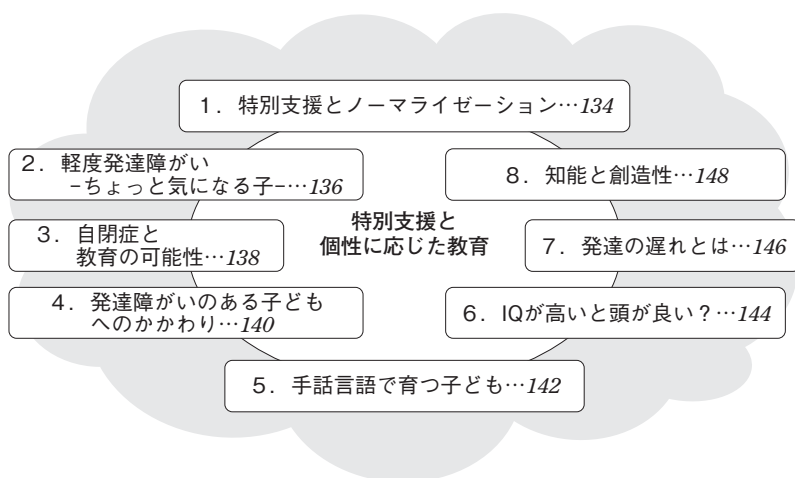 1．特別支援とノーマライゼーション…134
2．軽度発達障がい
−ちょっと気になる子−…136
3．自閉症と
教育の可能性…138
4．発達障がいのある子ども
へのかかわり…140
5．手話言語で育つ子ども…142
6．IQが高いと頭が良い？…144
7．発達の遅れとは…146
8．知能と創造性…148
特別支援と
個性に応じた教育